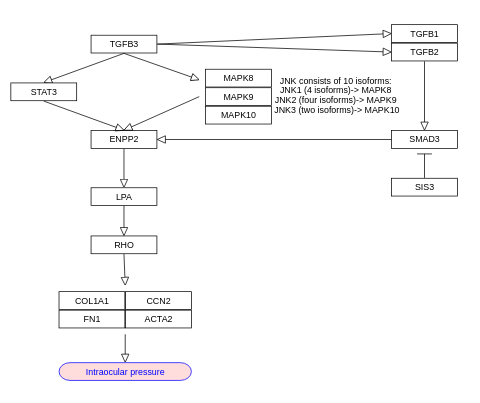 TGFB3
TGFB1
TGFB2
STAT3
MAPK8
MAPK9
MAPK10
JNK consists of 10 isoforms:
JNK1 (4 isoforms)-> MAPK8
JNK2 (four isoforms)-> MAPK9
JNK3 (two isoforms)-> MAPK10
ENPP2
SMAD3
LPA
SIS3
RHO
COL1A1
CCN2
FN1
ACTA2
Intraocular pressure